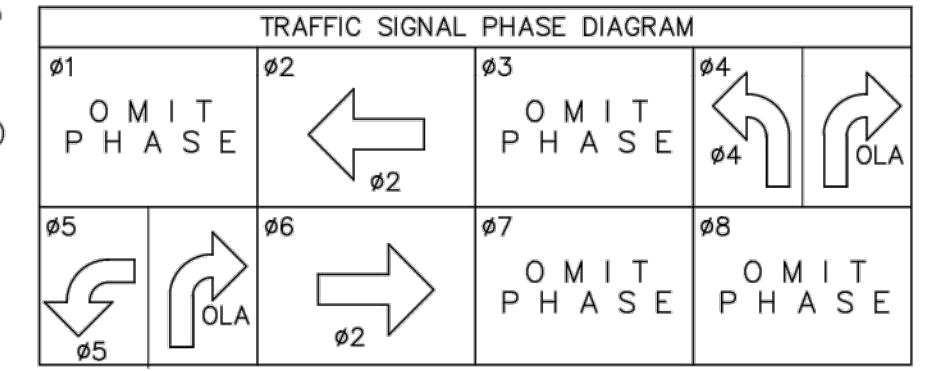 TRAFFIC SIGNAL PHASE DIAGRAM
ø1
OMIT
PHASE
ø2
ø2
ø3
OMIT
PHASE
ø4
ø4
OLA
ø5
ø5
OLA
ø6
ø2
ø7
OMIT
PHASE
ø8
OMIT
PHASE